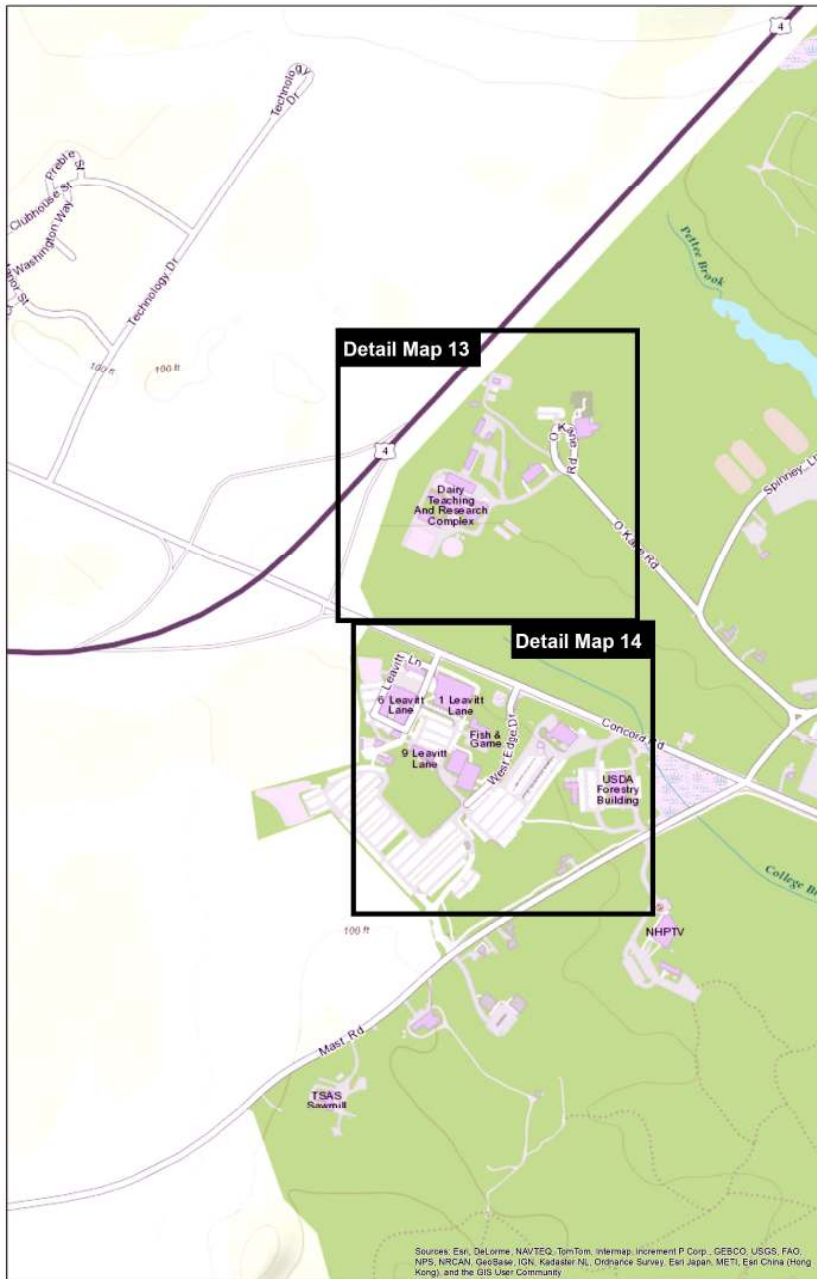 4
Technology
Dr
Preble
St
Clubhouse St
Washington Way
Technology Dr
100 ft
100 ft
Pettee Brook
Detail Map 13
4
O Kane
Rd
Dairy
Teaching
And Research
Complex
Spinney Ln
O Kane Rd
Detail Map 14
Leavitt
Ln
6 Leavitt
Lane
1 Leavitt
Lane
Fish &
Game
9 Leavitt
Lane
West Edge Dr
Concord Rd
USDA
Forestry
Building
College
NHPTV
100 ft
Mast Rd
TSAS
Sawmill
Sources: Esri, DeLorme, NAVTEQ, TomTom, Intermap, increment P Corp., GEBCO, USGS, FAO,
NPS, NRCAN, GeoBase, IGN, Kadaster NL, Ordnance Survey, Esri Japan, METI, Esri China (Hong
Kong), and the GIS User Community